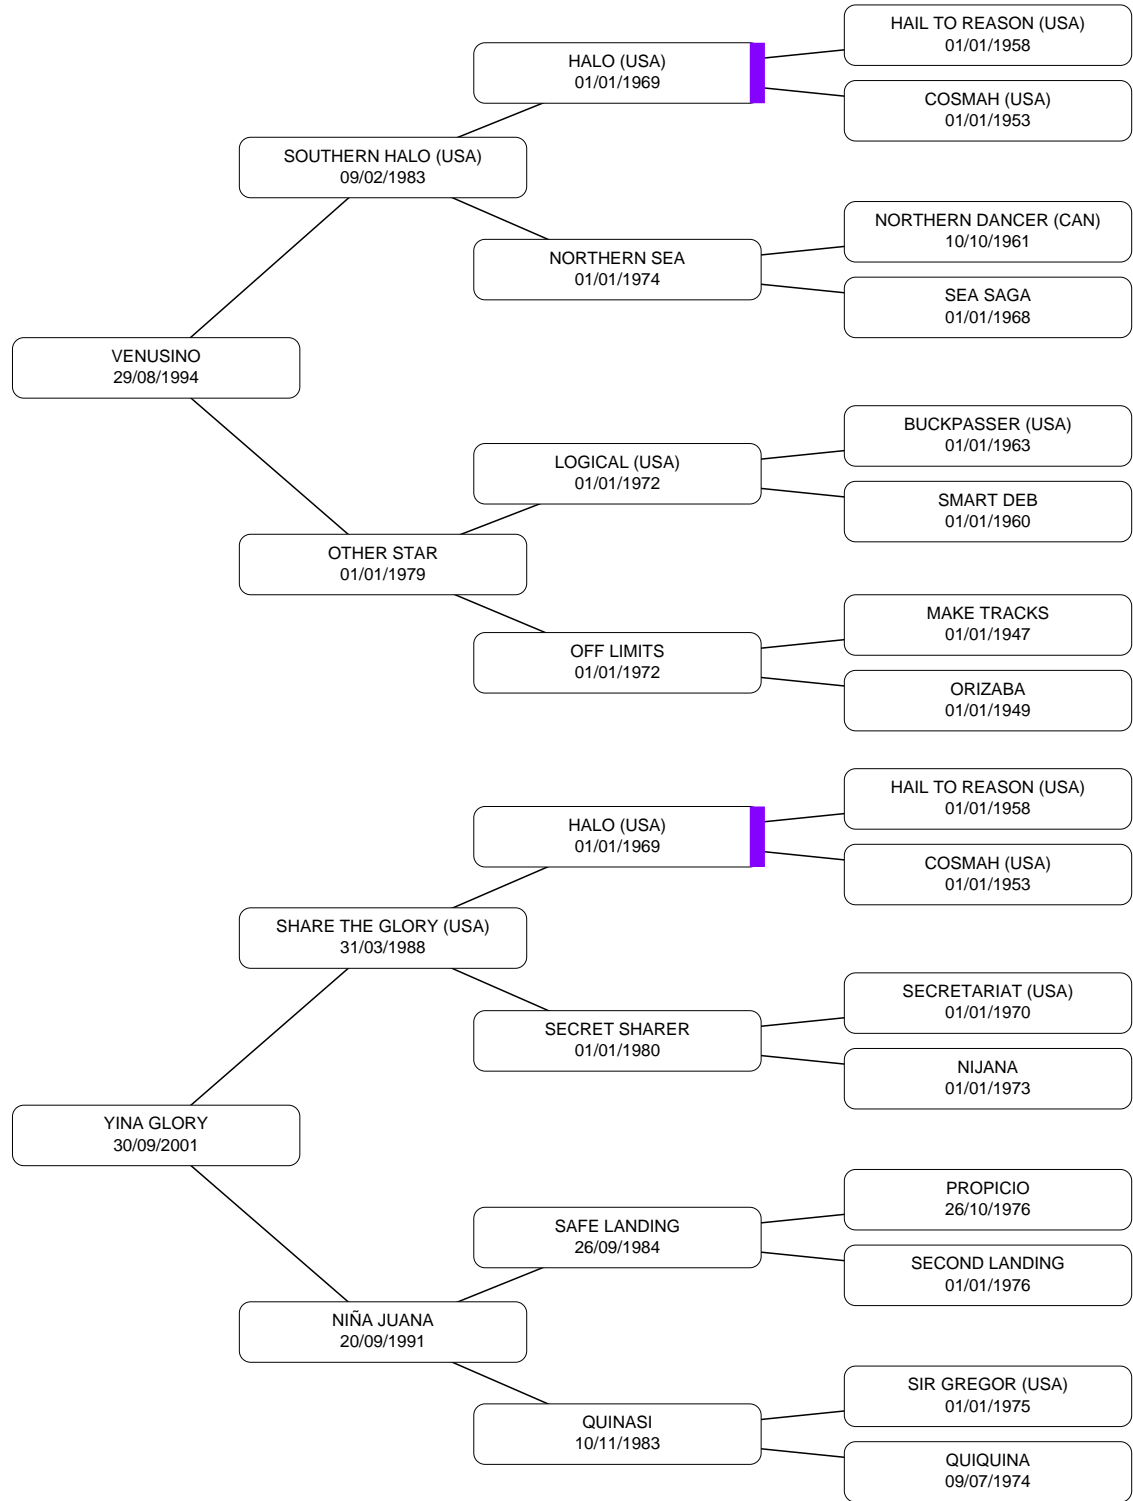 HAIL TO REASON (USA)
01/01/1958
HALO (USA)
01/01/1969
COSMAH (USA)
01/01/1953
SOUTHERN HALO (USA)
09/02/1983
NORTHERN DANCER (CAN)
10/10/1961
NORTHERN SEA
01/01/1974
SEA SAGA
01/01/1968
VENUSINO
29/08/1994
BUCKPASSER (USA)
01/01/1963
LOGICAL (USA)
01/01/1972
SMART DEB
01/01/1960
OTHER STAR
01/01/1979
MAKE TRACKS
01/01/1947
OFF LIMITS
01/01/1972
ORIZABA
01/01/1949
HAIL TO REASON (USA)
01/01/1958
HALO (USA)
01/01/1969
COSMAH (USA)
01/01/1953
SHARE THE GLORY (USA)
31/03/1988
SECRETARIAT (USA)
01/01/1970
SECRET SHARER
01/01/1980
NIJANA
01/01/1973
YINA GLORY
30/09/2001
PROPICIO
26/10/1976
SAFE LANDING
26/09/1984
SECOND LANDING
01/01/1976
NIÑA JUANA
20/09/1991
SIR GREGOR (USA)
01/01/1975
QUINASI
10/11/1983
QUIQUINA
09/07/1974